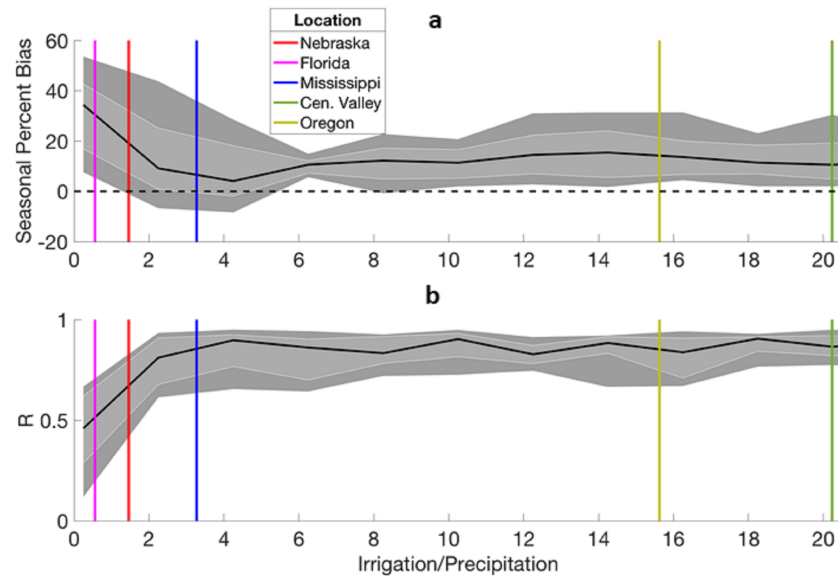 a
Location
Nebraska
Florida
Mississippi
Cen. Valley
Oregon
Seasonal Percent Bias
60
40
20
0
-20
0 2 4 6 8 10 12 14 16 18 20
b
R
1
0.5
0
0 2 4 6 8 10 12 14 16 18 20
Irrigation/Precipitation